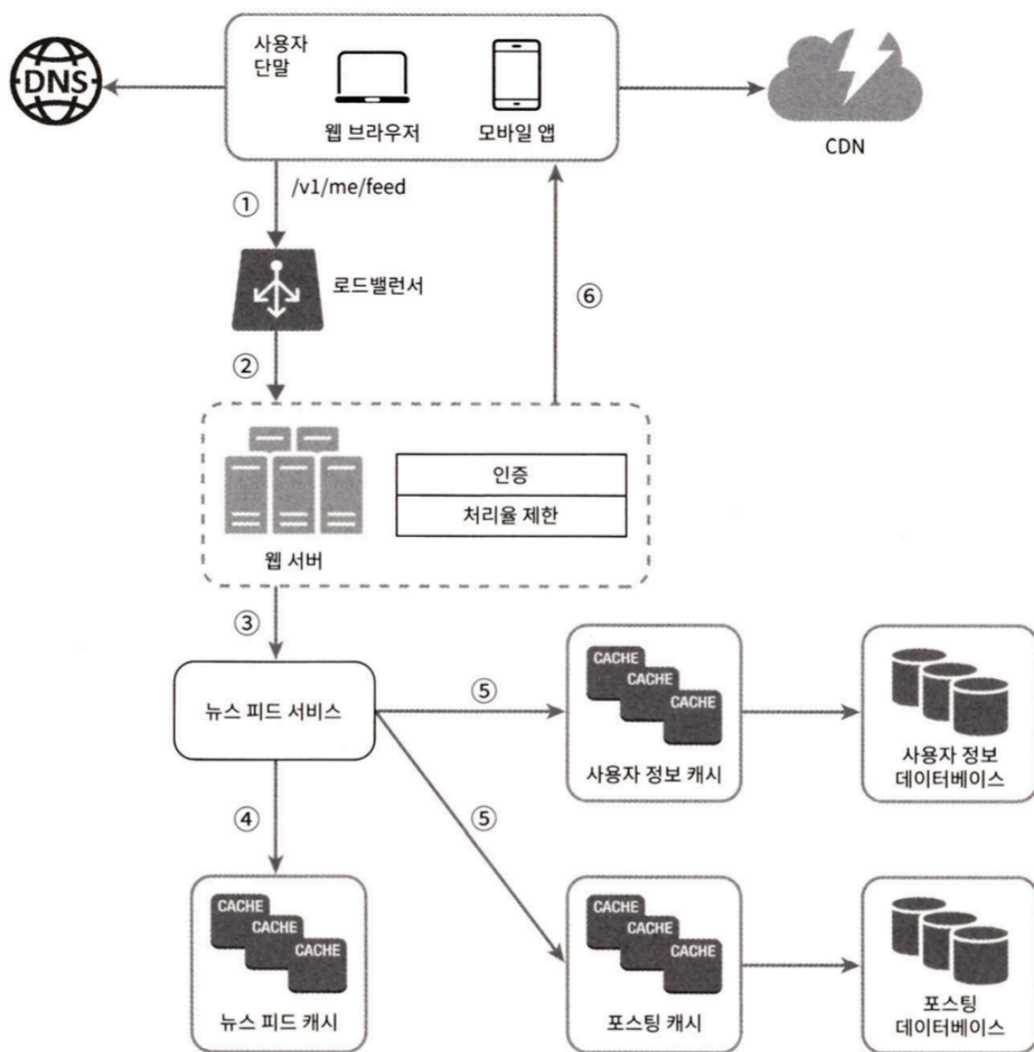 DNS
사용자
단말
웹 브라우저
모바일 앱
CDN
①
/v1/me/feed
로드밸런서
②
⑥
인증
처리율 제한
웹 서버
③
뉴스 피드 서비스
⑤
CACHE
CACHE
CACHE
사용자 정보 캐시
사용자 정보
데이터베이스
④
⑤
CACHE
CACHE
CACHE
뉴스 피드 캐시
CACHE
CACHE
CACHE
포스팅 캐시
포스팅
데이터베이스